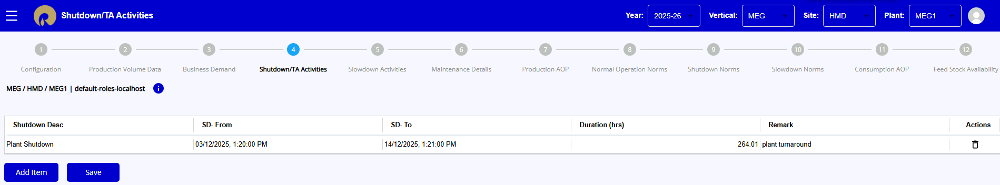 Shutdown/TA Activities Year: 2025-26 Vertical: MEG Site: HMD Plant: MEG1
1 2 3 4 5 6 7 8 9 10 11 12
Configuration Production Volume Data Business Demand Shutdown/TA Activities Slowdown Activities Maintenance Details Production AOP Normal Operation Norms Shutdown Norms Slowdown Norms Consumption AOP Feed Stock Availability
MEG / HMD / MEG1 | default-roles-localhost i
Shutdown Desc SD- From SD- To Duration (hrs) Remark Actions
Plant Shutdown 03/12/2025, 1:20:00 PM 14/12/2025, 1:21:00 PM 264.01 plant turnaround
Add Item Save